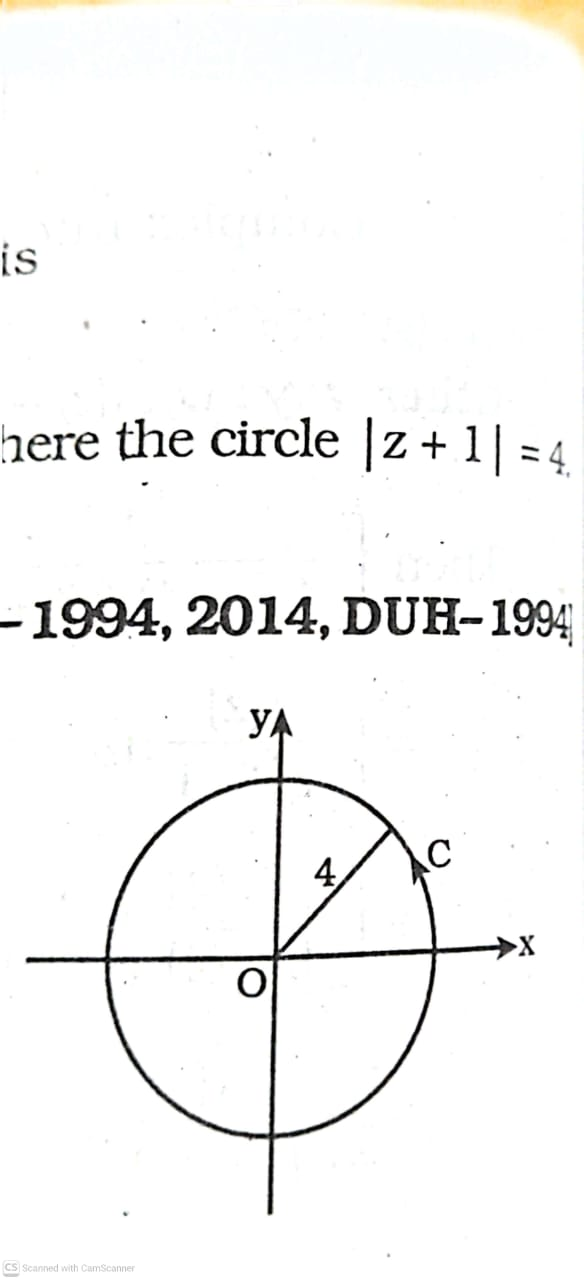 is
here the circle |z + 1| = 4.
– 1994, 2014, DUH– 1994]
y
C
4
x
O
CS Scanned with CamScanner